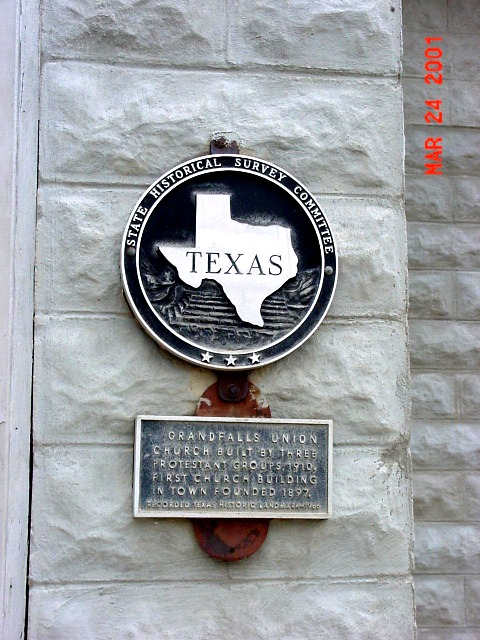 MAR 24 2001
STATE HISTORICAL SURVEY COMMITTEE
TEXAS
GRANDFALLS UNION
CHURCH BUILT BY THREE
PROTESTANT GROUPS, 1910.
FIRST CHURCH BUILDING
IN TOWN FOUNDED 1897.
RECORDED TEXAS HISTORIC LANDMARK